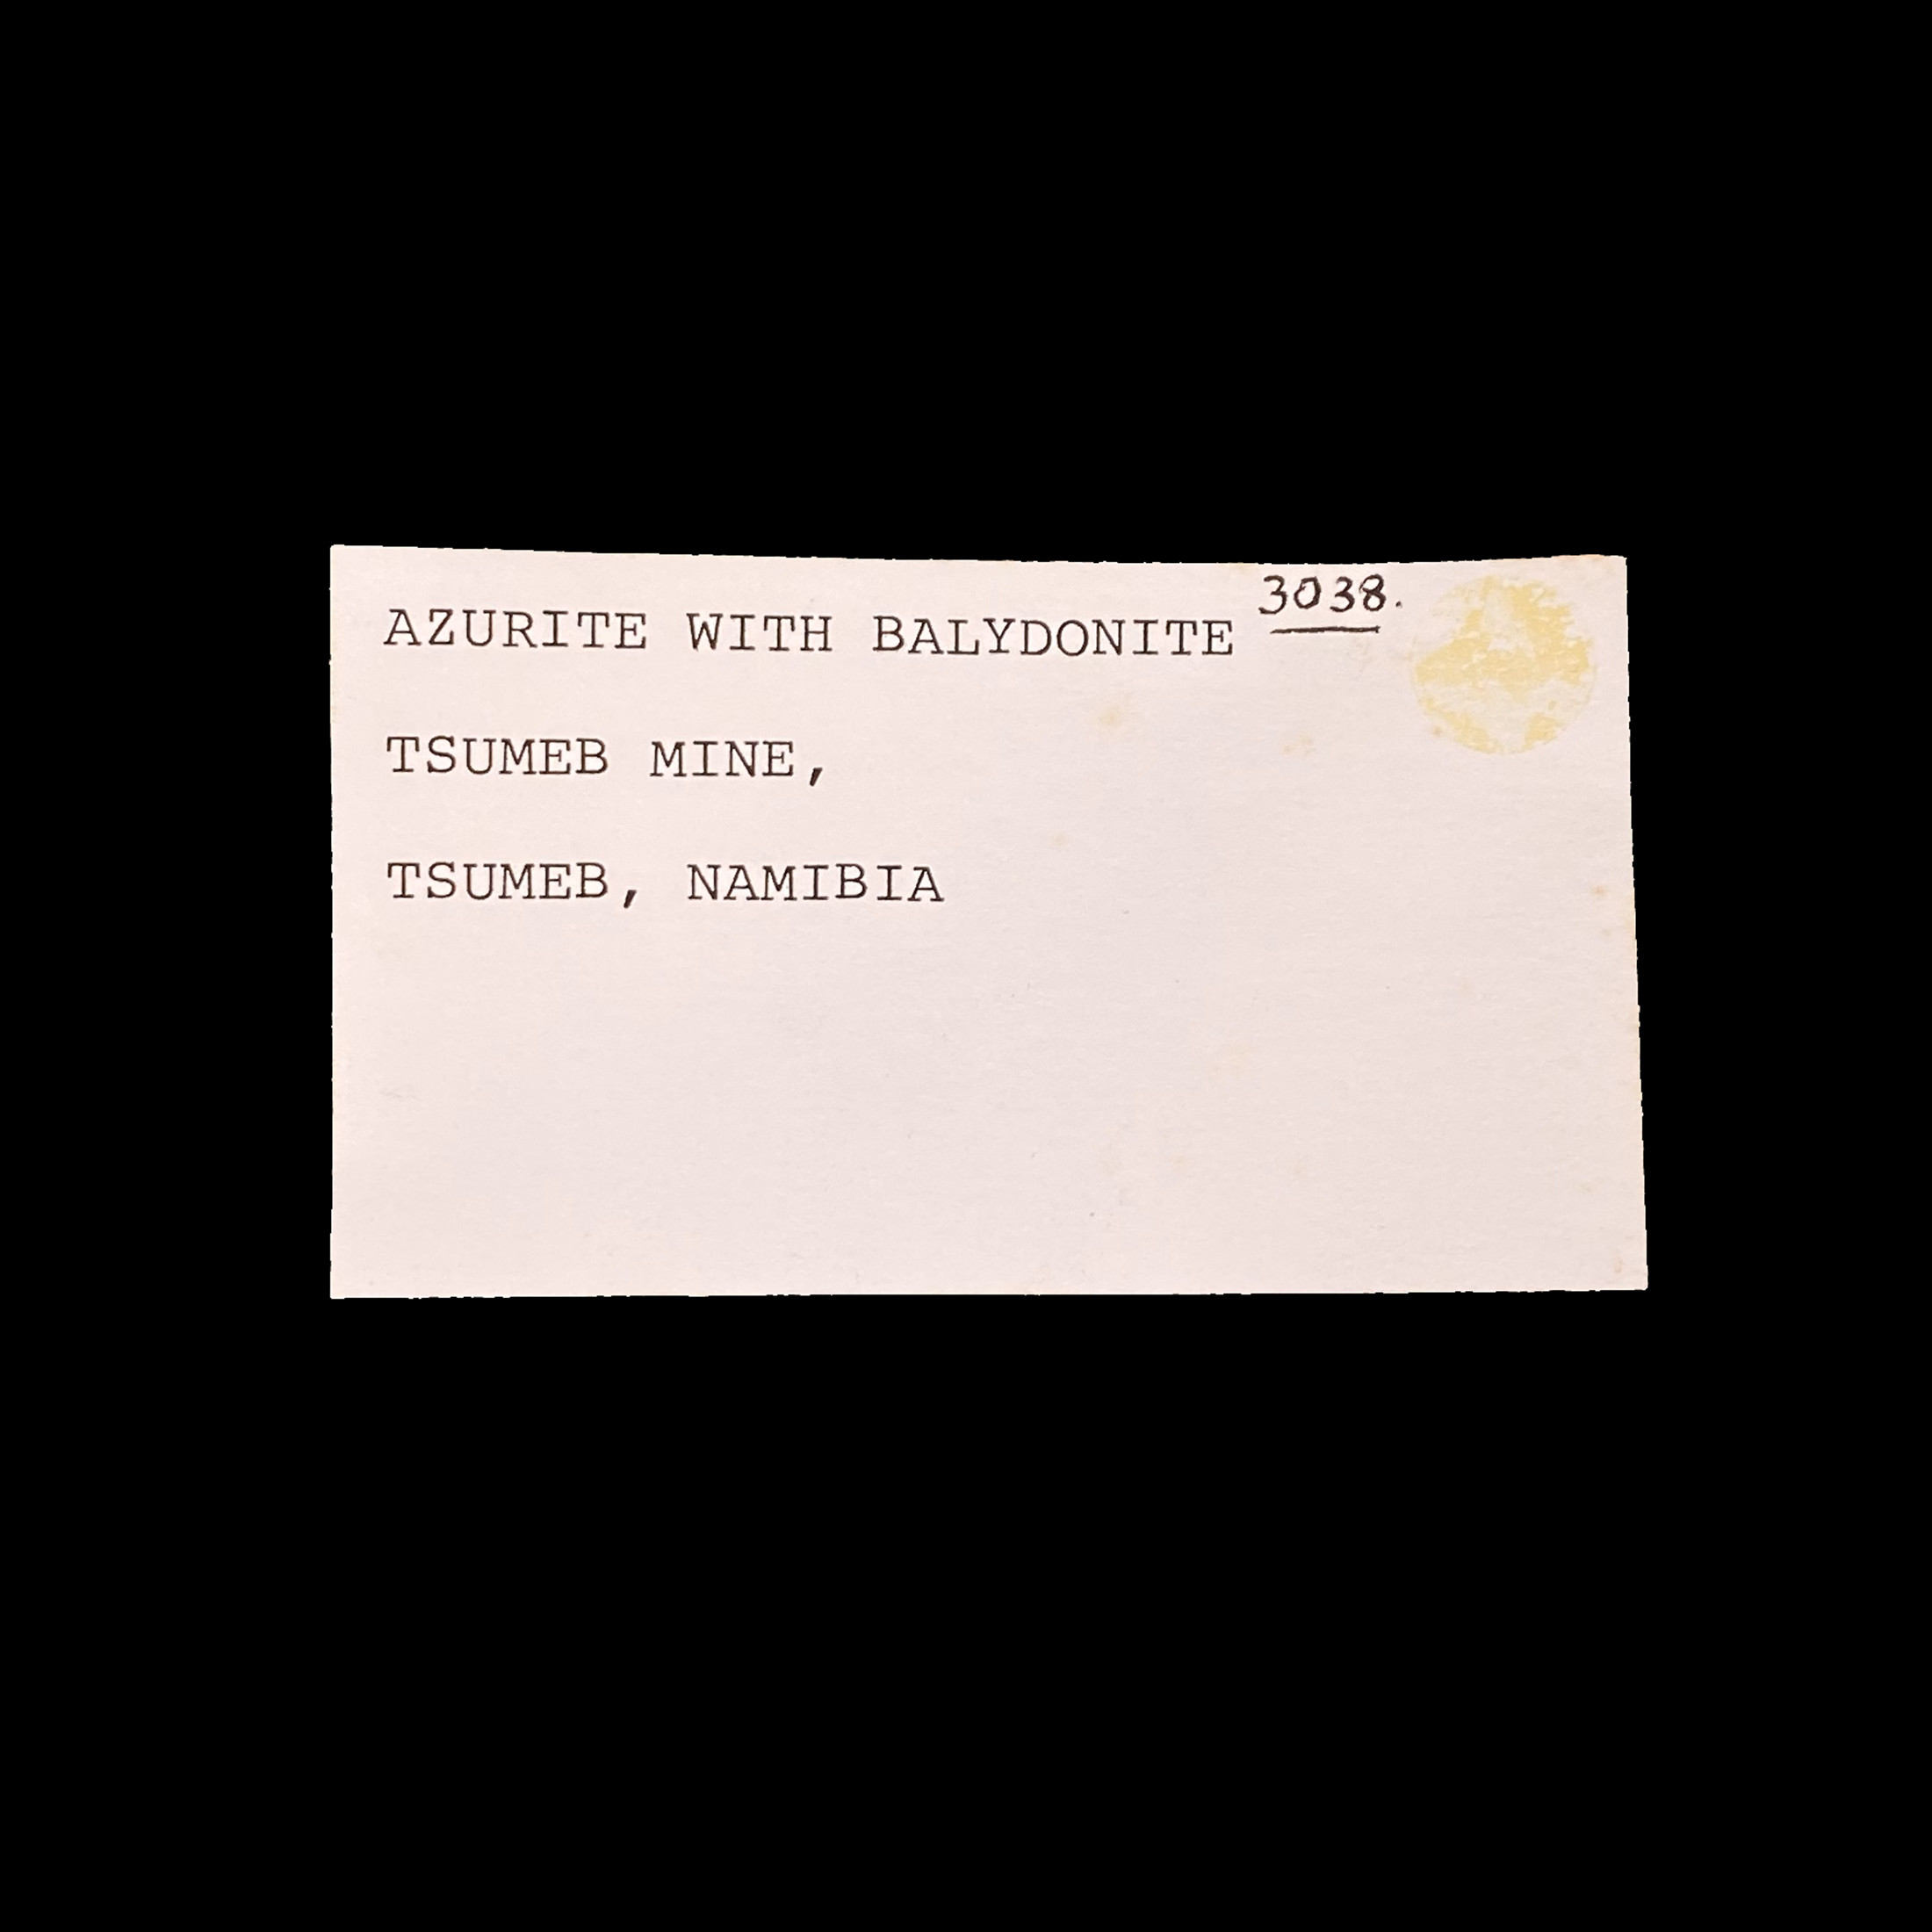 3038.
AZURITE WITH BALYDONITE
TSUMEB MINE,
TSUMEB, NAMIBIA